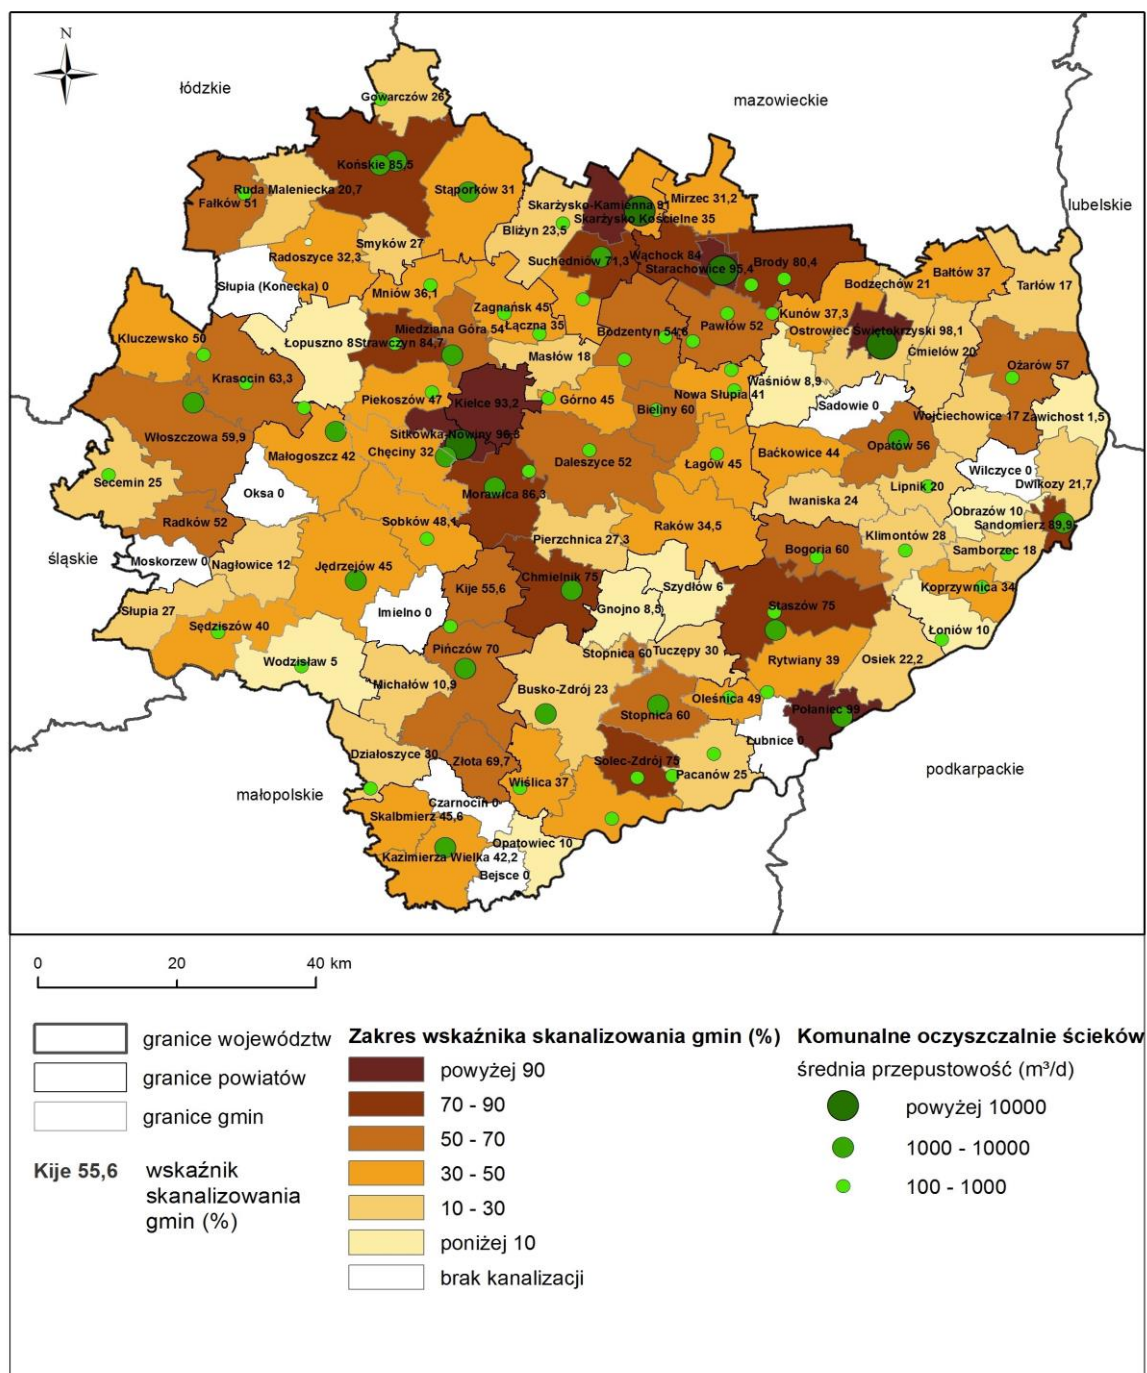 N
łódzkie
mazowieckie
lubelskie
Gowarczów 26
Końskie 85,5
Ruda Maleniecka 20,7
Fałków 51
Stąporków 31
Skarżysko-Kamienna 91
Mirzec 31,2
Skarżysko Kościelne 35
Bliżyn 23,5
Smyków 27
Radoszyce 32,3
Suchedniów 71,3
Wąchock 84
Starachowice 95,4
Brody 80,4
Bałtów 37
Bodzechów 21
Tarłów 17
Słupia (Konecka) 0
Mniów 36,1
Zagnańsk 45
Łączna 35
Kunów 37,3
Kluczewsko 50
Łopuszno 8
Miedziana Góra 54
Strawczyn 84,7
Bodzentyn 54,6
Pawłów 52
Ostrowiec Świętokrzyski 98,1
Ćmielów 20
Masłów 18
Ożarów 57
Krasocin 63,3
Piekoszów 47
Kielce 93,2
Górno 45
Bieliny 60
Nowa Słupia 41
Waśniów 8,9
Sadowie 0
Wojciechowice 17
Zawichost 1,5
Włoszczowa 59,9
Małogoszcz 42
Chęciny 32
Sitkówka-Nowiny 96,3
Daleszyce 52
Łagów 45
Baćkowice 44
Opatów 56
Secemin 25
Oksa 0
Morawica 86,3
Iwaniska 24
Lipnik 20
Wilczyce 0
Dwikozy 21,7
Obrazów 10
Sandomierz 89,9
Radków 52
Sobków 48,1
Pierzchnica 27,3
Raków 34,5
Bogoria 60
Klimontów 28
Samborzec 18
śląskie
Moskorzew 0
Nagłowice 12
Jędrzejów 45
Kije 55,6
Chmielnik 75
Szydłów 6
Gnojno 8,5
Staszów 75
Koprzywnica 34
Słupia 27
Imielno 0
Sędziszów 40
Łoniów 10
Wodzisław 5
Pińczów 70
Stopnica 60
Tuczępy 30
Rytwiany 39
Osiek 22,2
Michałów 10,9
Busko-Zdrój 23
Oleśnica 49
Połaniec 99
Stopnica 60
Łubnice 0
Działoszyce 30
Złota 69,7
Solec-Zdrój 75
Pacanów 25
podkarpackie
Wiślica 37
małopolskie
Czarnocin 0
Skalbmierz 45,6
Opatowiec 10
Kazimierza Wielka 42,2
Bejsce 0
0 20 40 km
granice województw
granice powiatów
granice gmin
Kije 55,6 wskaźnik
skanalizowania
gmin (%)
Zakres wskaźnika skanalizowania gmin (%)
powyżej 90
70 - 90
50 - 70
30 - 50
10 - 30
poniżej 10
brak kanalizacji
Komunalne oczyszczalnie ścieków
średnia przepustowość (m³/d)
powyżej 10000
1000 - 10000
100 - 1000